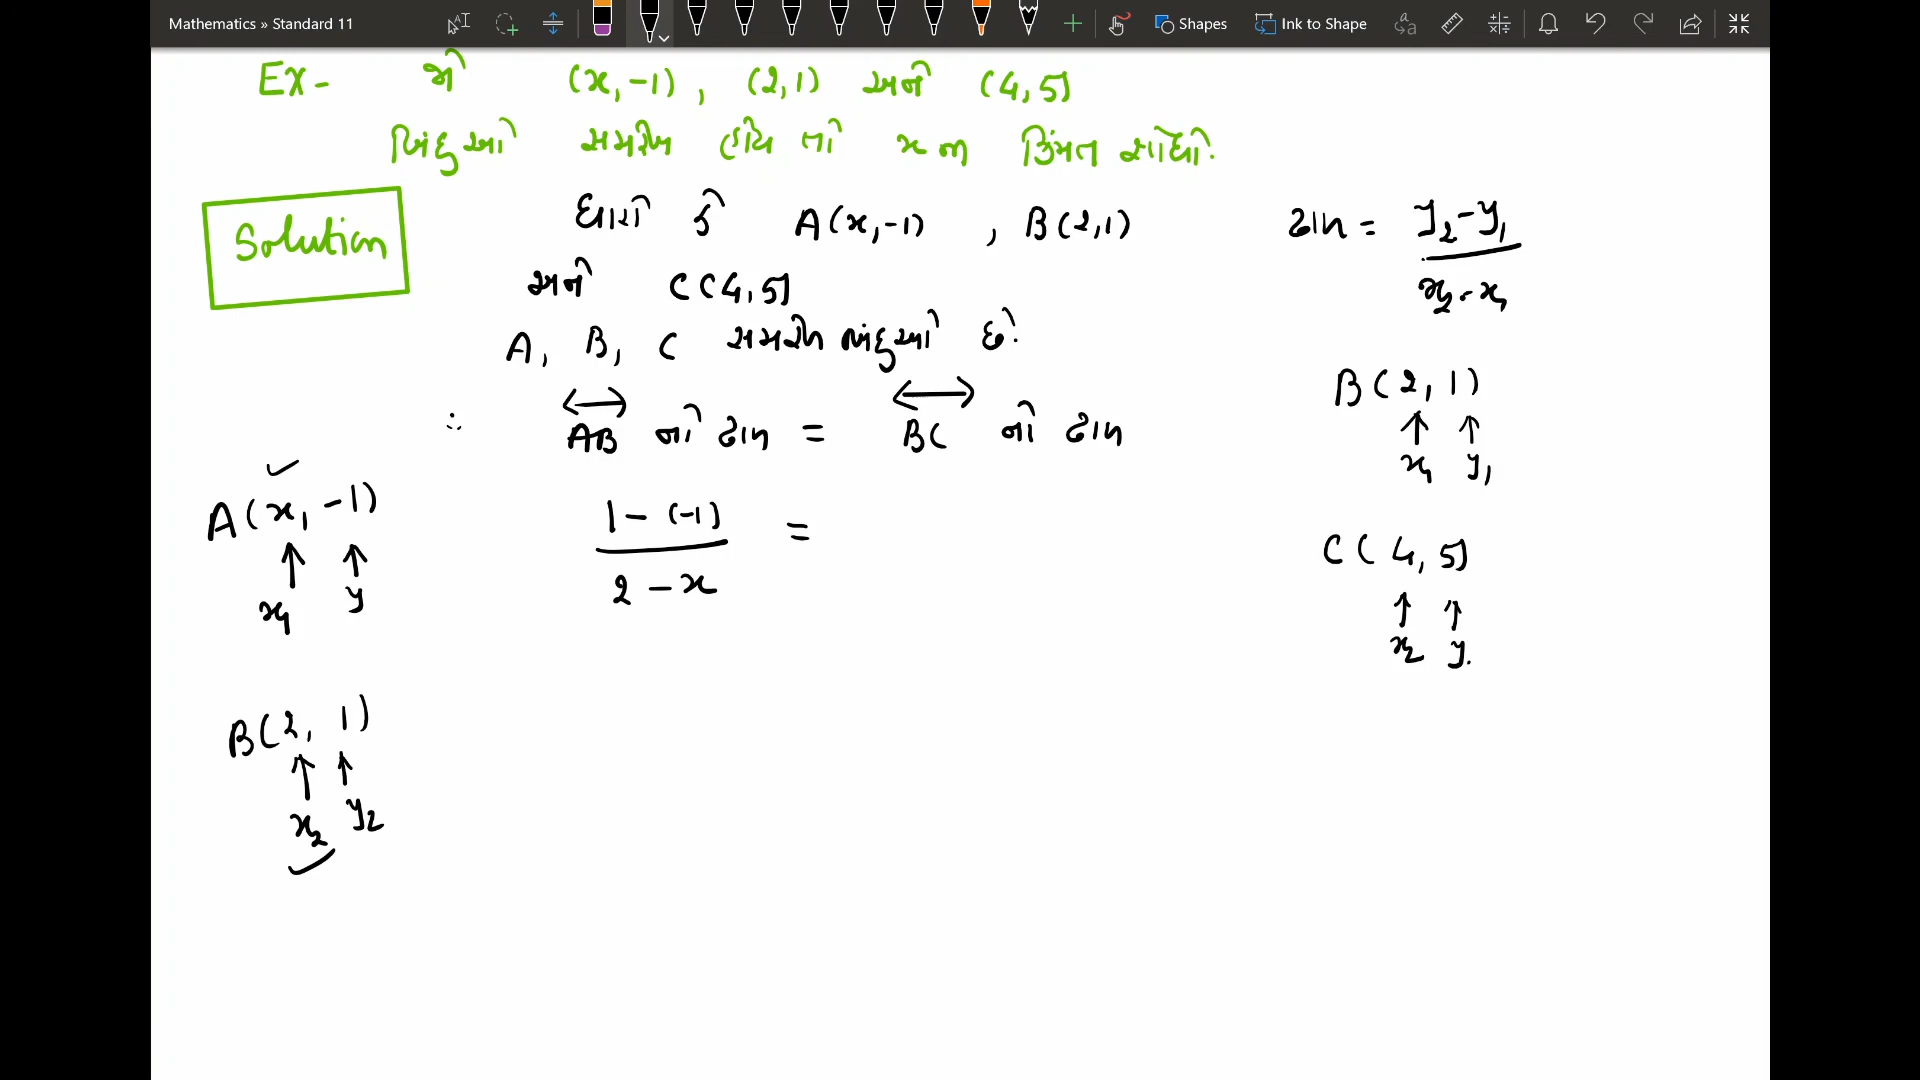 Mathematics » Standard 11
Shapes
Ink to Shape
Ex- જો (x, -1), (2,1) અને (4,5)
બિંદુઓ સમરેખ હોય તો x ની કિંમત શોધો.
Solution
ધારો કે A(x,-1) , B(2,1)
અને C(4,5)
A, B, C સમરેખ બિંદુઓ છે.
∴ AB નો ઢાળ = BC નો ઢાળ
1 - (-1) =
2 - x
A(x, -1)
x1 y
B(2, 1)
x2 y2
ઢાળ = y2 - y1
x2 - x1
B(2, 1)
x1 y1
C(4, 5)
x2 y.